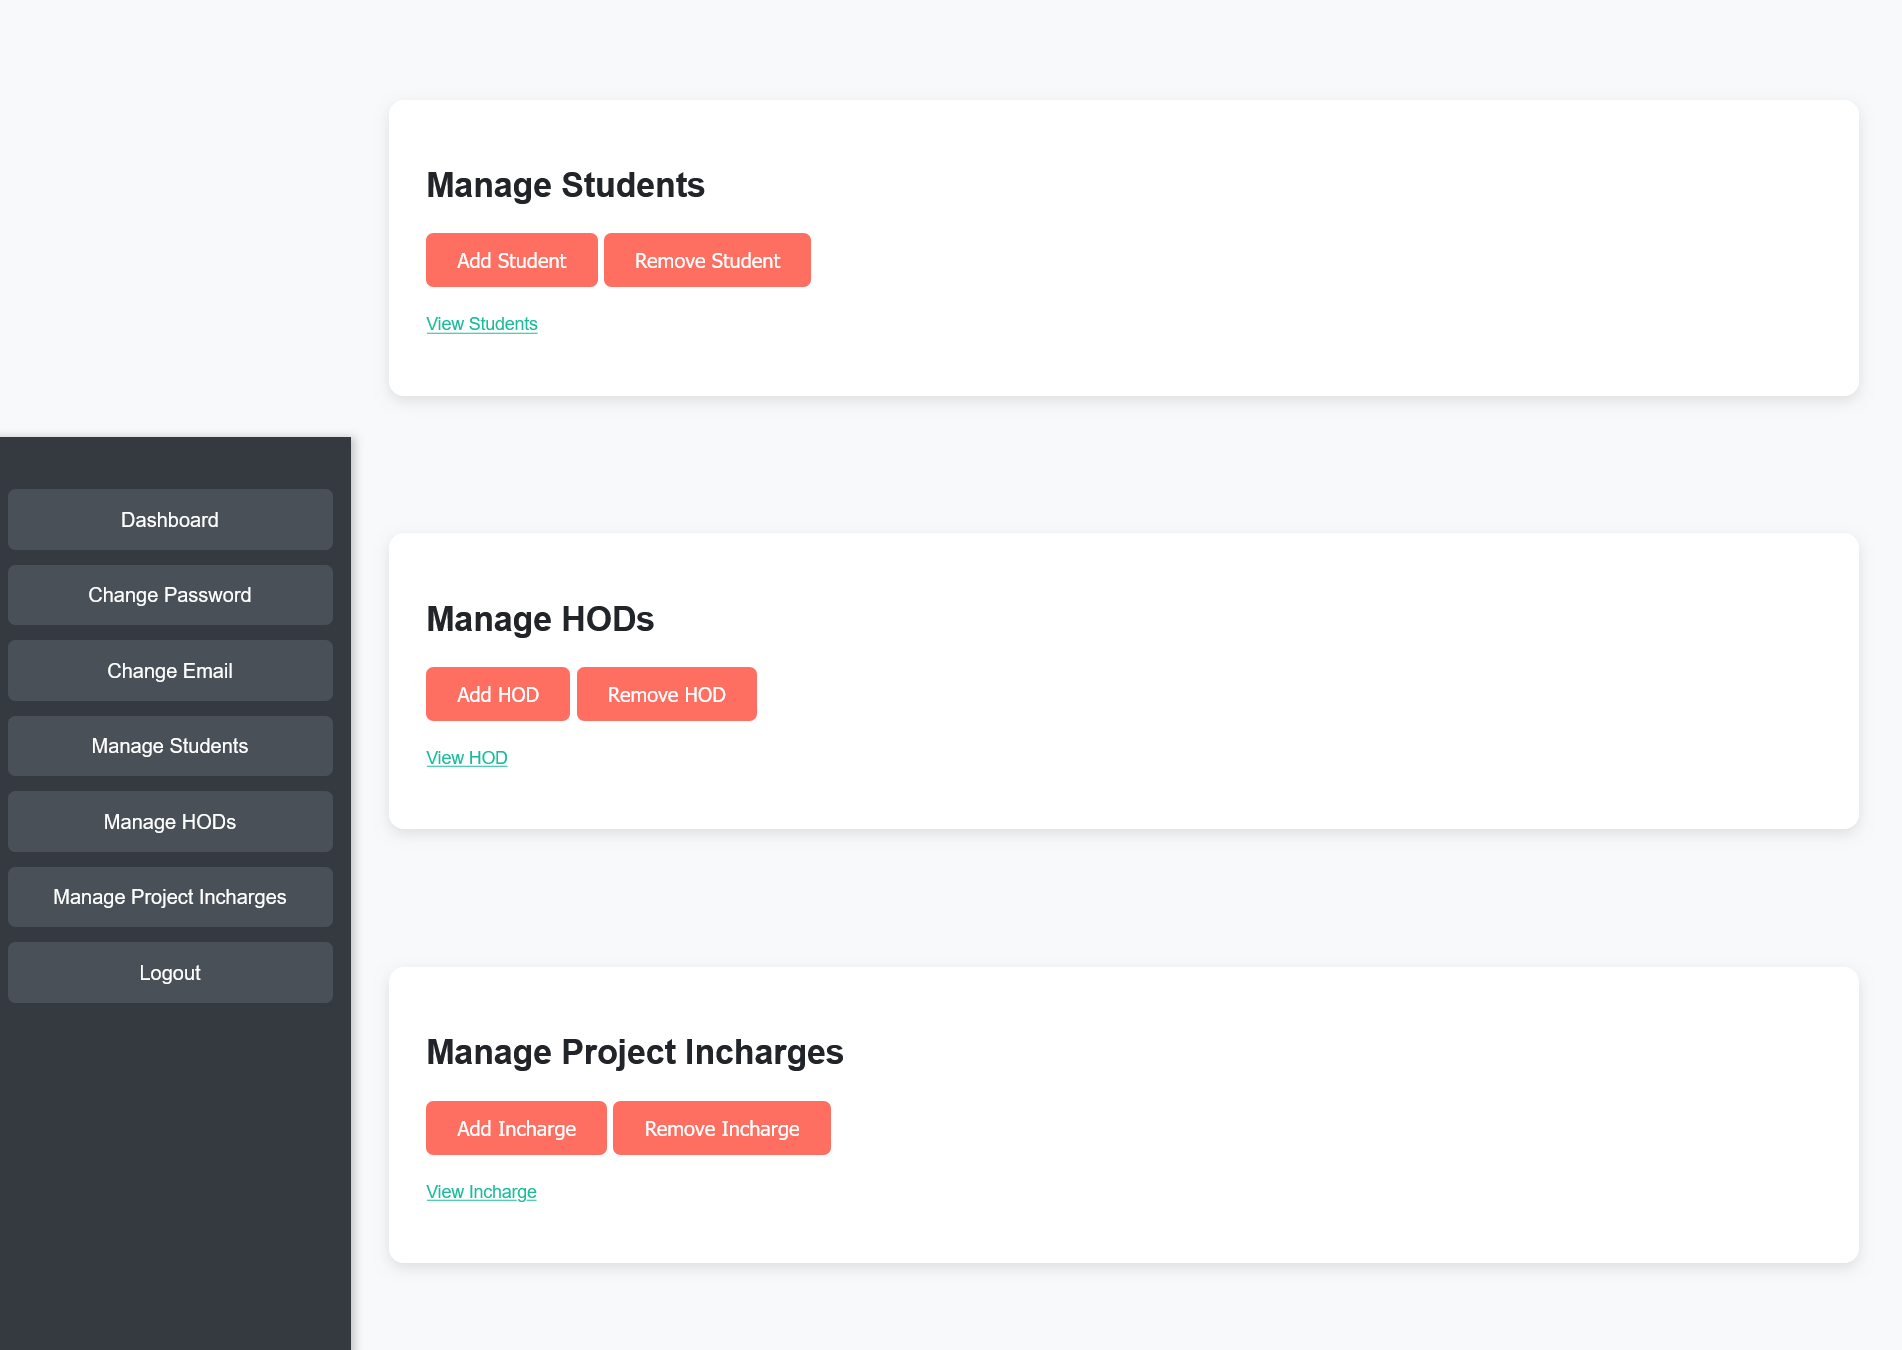 Manage Students
Add Student Remove Student
View Students
Dashboard
Change Password
Change Email
Manage Students
Manage HODs
Manage Project Incharges
Logout
Manage HODs
Add HOD Remove HOD
View HOD
Manage Project Incharges
Add Incharge Remove Incharge
View Incharge